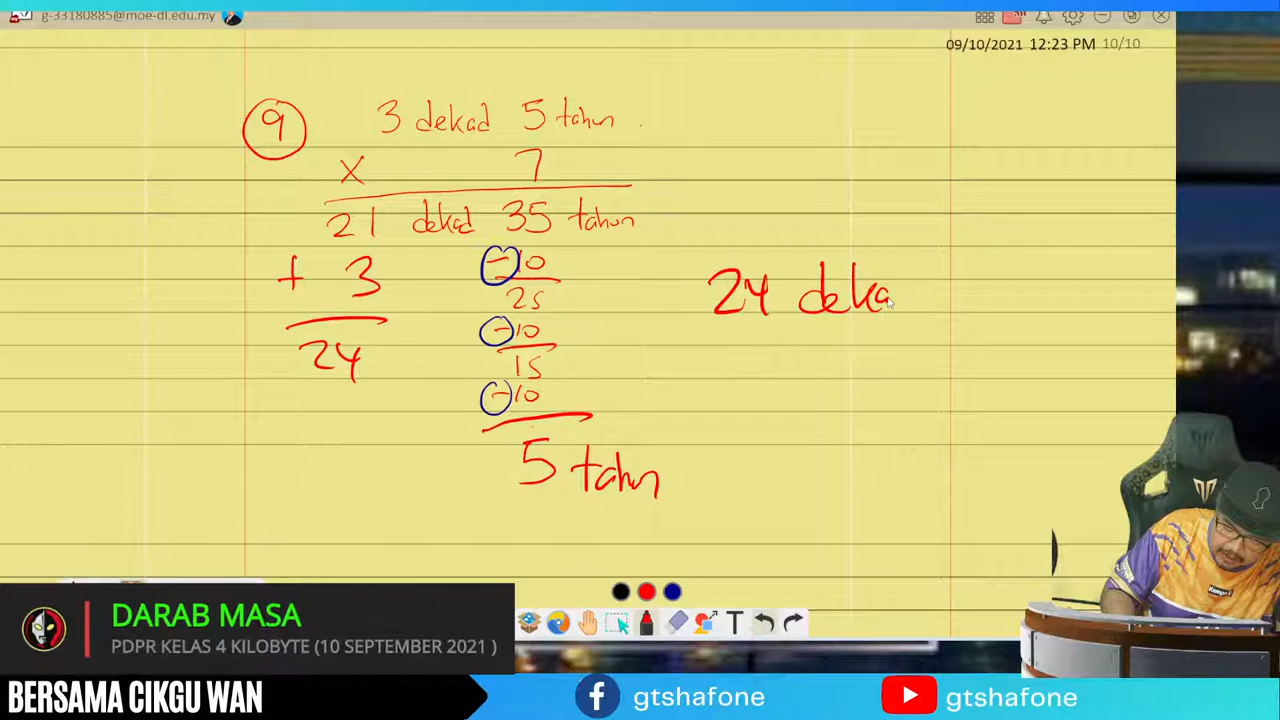 g-33180885@moe-dl.edu.my
09/10/2021 12:23 PM 10/10
9
3 dekad 5 tahun
x 7
21 dekad 35 tahun
+ 3
24
-10
25
-10
15
-10
5 tahun
24 deka
T
DARAB MASA
PDPR KELAS 4 KILOBYTE (10 SEPTEMBER 2021 )
BERSAMA CIKGU WAN
gtshafone
gtshafone